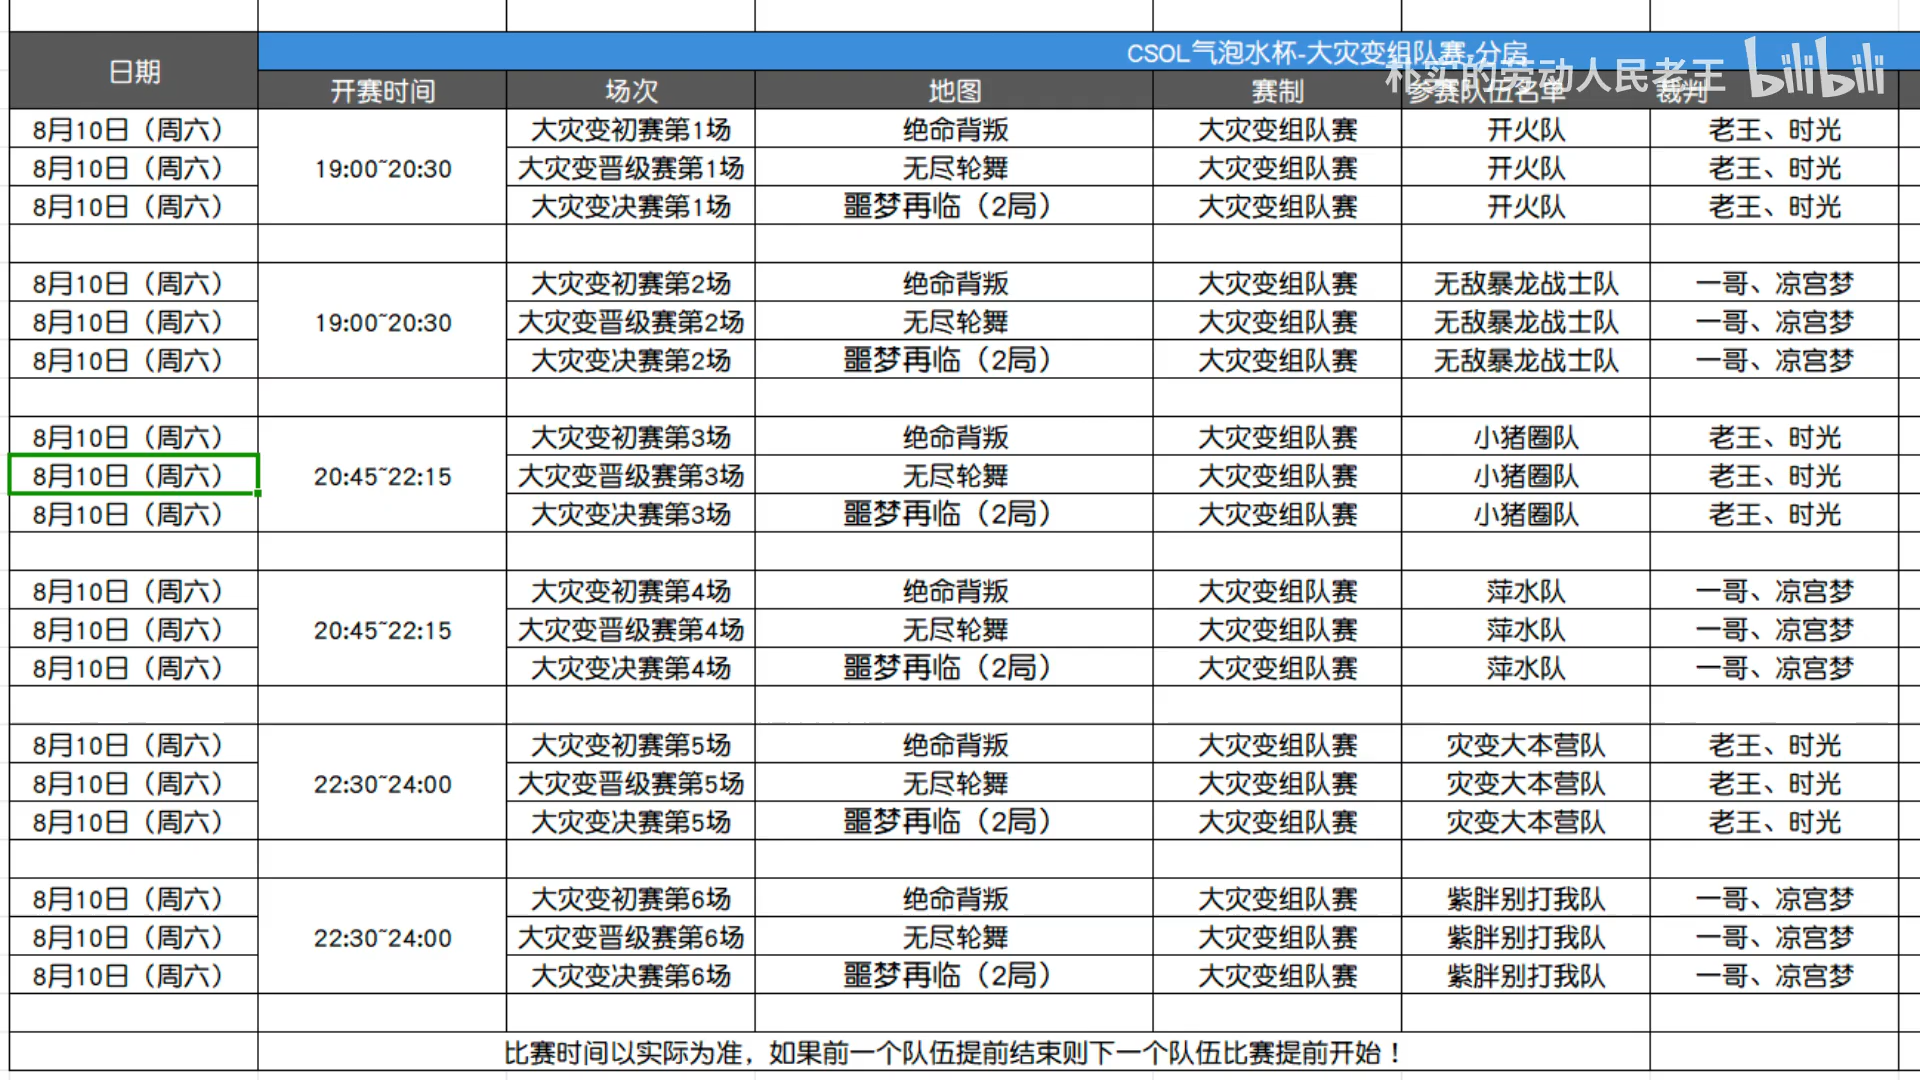 CSOL气泡水杯-大灾变组队赛-分房
朴实的劳动人民老王 bilibili
日期 开赛时间 场次 地图 赛制 参赛队伍名单 裁判
8月10日（周六） 大灾变初赛第1场 绝命背叛 大灾变组队赛 开火队 老王、时光
8月10日（周六） 19:00~20:30 大灾变晋级赛第1场 无尽轮舞 大灾变组队赛 开火队 老王、时光
8月10日（周六） 大灾变决赛第1场 噩梦再临（2局） 大灾变组队赛 开火队 老王、时光
8月10日（周六） 大灾变初赛第2场 绝命背叛 大灾变组队赛 无敌暴龙战士队 一哥、凉宫梦
8月10日（周六） 19:00~20:30 大灾变晋级赛第2场 无尽轮舞 大灾变组队赛 无敌暴龙战士队 一哥、凉宫梦
8月10日（周六） 大灾变决赛第2场 噩梦再临（2局） 大灾变组队赛 无敌暴龙战士队 一哥、凉宫梦
8月10日（周六） 大灾变初赛第3场 绝命背叛 大灾变组队赛 小猪圈队 老王、时光
8月10日（周六） 20:45~22:15 大灾变晋级赛第3场 无尽轮舞 大灾变组队赛 小猪圈队 老王、时光
8月10日（周六） 大灾变决赛第3场 噩梦再临（2局） 大灾变组队赛 小猪圈队 老王、时光
8月10日（周六） 大灾变初赛第4场 绝命背叛 大灾变组队赛 萍水队 一哥、凉宫梦
8月10日（周六） 20:45~22:15 大灾变晋级赛第4场 无尽轮舞 大灾变组队赛 萍水队 一哥、凉宫梦
8月10日（周六） 大灾变决赛第4场 噩梦再临（2局） 大灾变组队赛 萍水队 一哥、凉宫梦
8月10日（周六） 大灾变初赛第5场 绝命背叛 大灾变组队赛 灾变大本营队 老王、时光
8月10日（周六） 22:30~24:00 大灾变晋级赛第5场 无尽轮舞 大灾变组队赛 灾变大本营队 老王、时光
8月10日（周六） 大灾变决赛第5场 噩梦再临（2局） 大灾变组队赛 灾变大本营队 老王、时光
8月10日（周六） 大灾变初赛第6场 绝命背叛 大灾变组队赛 紫胖别打我队 一哥、凉宫梦
8月10日（周六） 22:30~24:00 大灾变晋级赛第6场 无尽轮舞 大灾变组队赛 紫胖别打我队 一哥、凉宫梦
8月10日（周六） 大灾变决赛第6场 噩梦再临（2局） 大灾变组队赛 紫胖别打我队 一哥、凉宫梦
比赛时间以实际为准，如果前一个队伍提前结束则下一个队伍比赛提前开始！